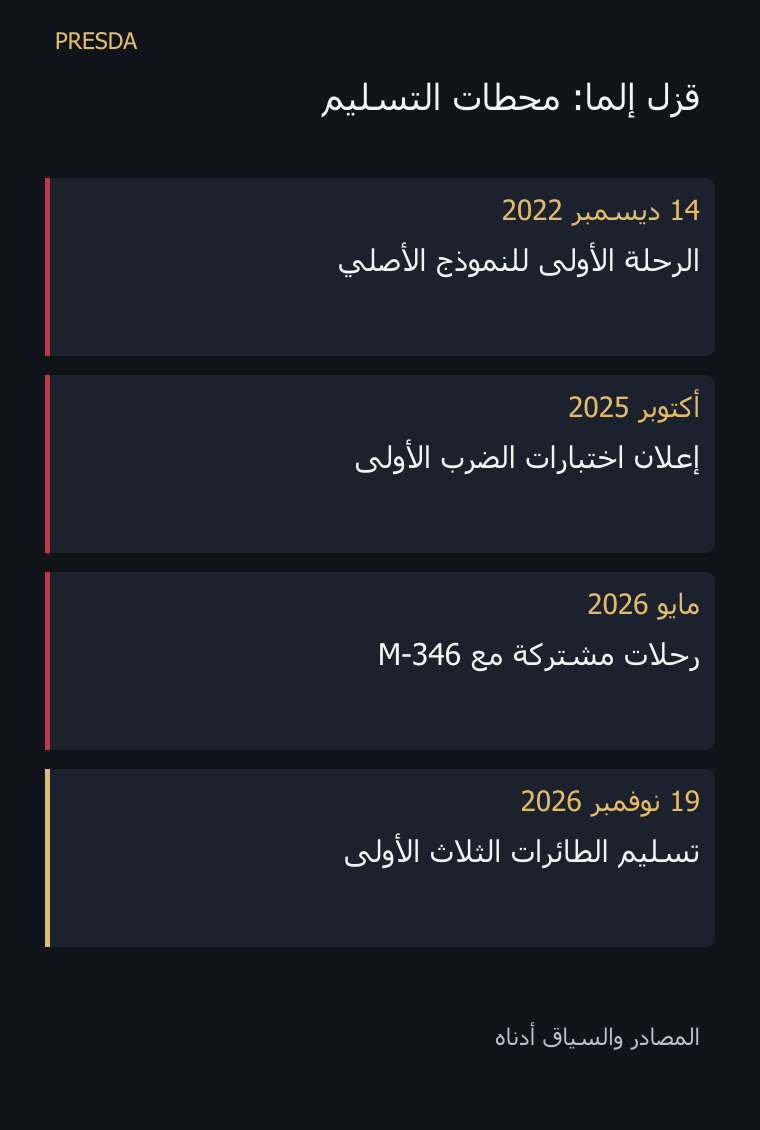 PRESDA
قزل إلما: محطات التسليم
14 ديسمبر 2022
الرحلة الأولى للنموذج الأصلي
أكتوبر 2025
إعلان اختبارات الضرب الأولى
مايو 2026
رحلات مشتركة مع M-346
19 نوفمبر 2026
تسليم الطائرات الثلاث الأولى
المصادر والسياق أدناه